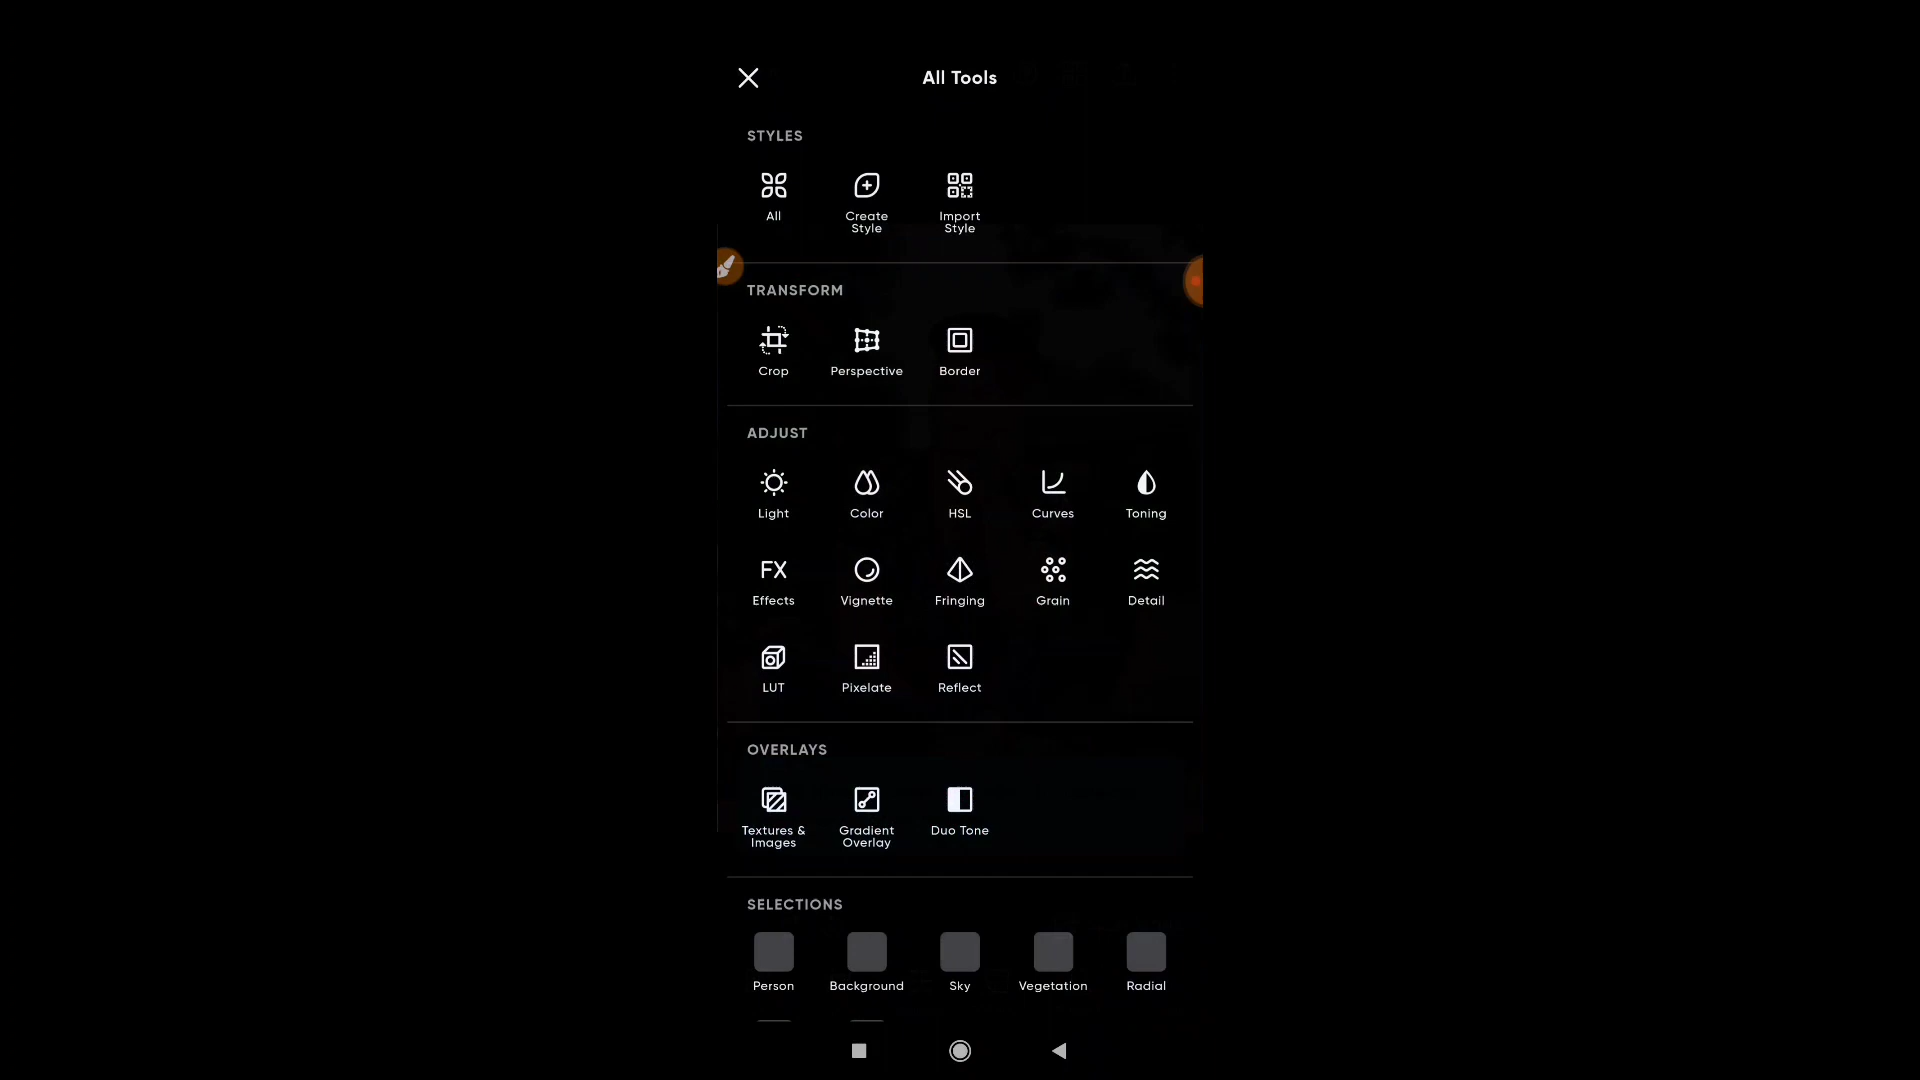 All Tools
STYLES
All
Create
Style
Import
Style
TRANSFORM
Crop
Perspective
Border
ADJUST
Light
Color
HSL
Curves
Toning
FX
Effects
Vignette
Fringing
Grain
Detail
LUT
Pixelate
Reflect
OVERLAYS
Textures &
Images
Gradient
Overlay
Duo Tone
SELECTIONS
Person
Background
Sky
Vegetation
Radial